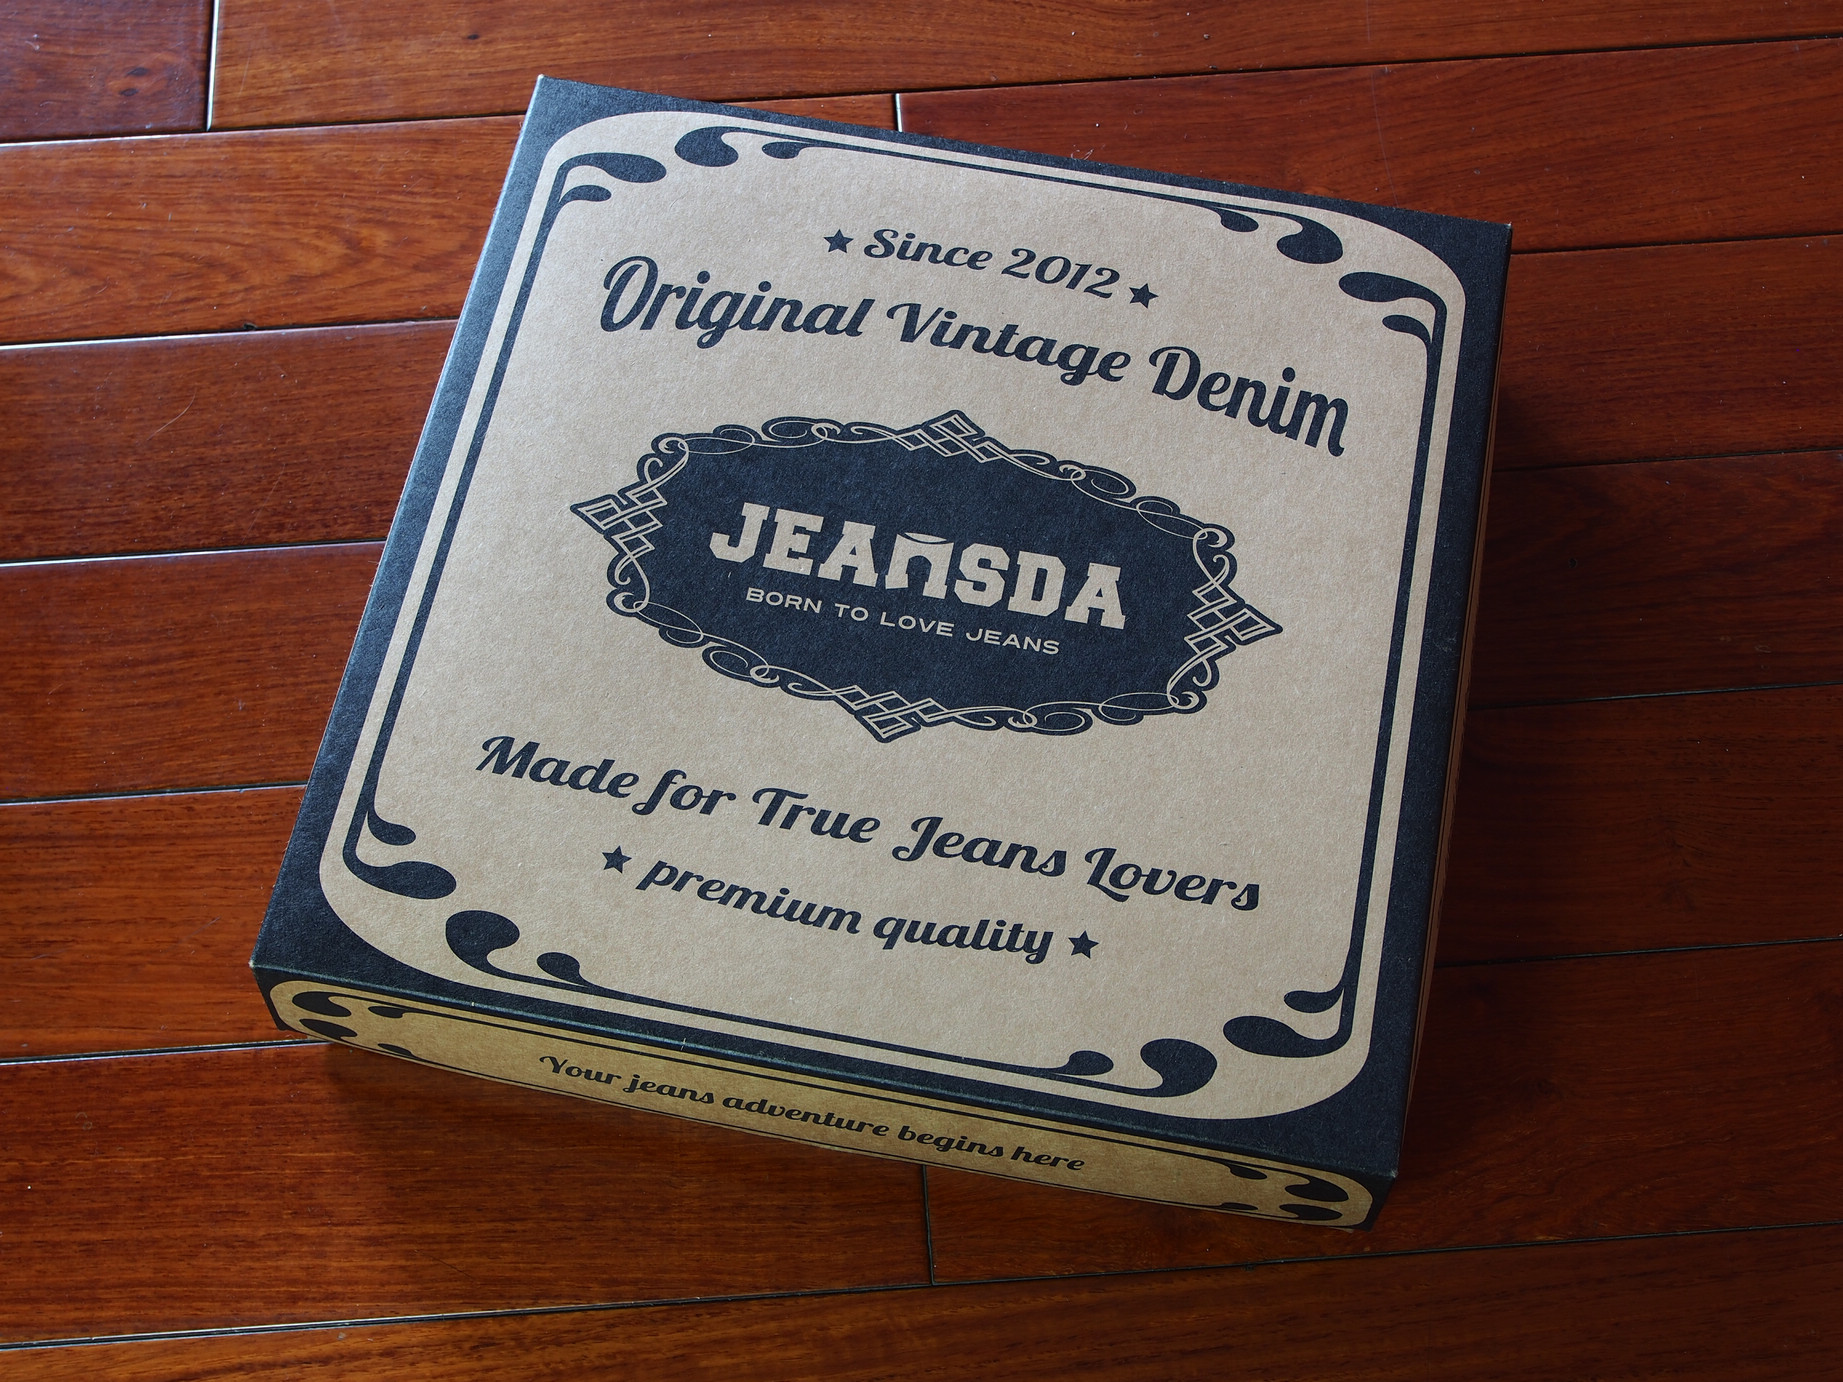 ★ Since 2012 ★
Original Vintage Denim
JEANSDA
BORN TO LOVE JEANS
Made for True Jeans Lovers
★ premium quality ★
Your jeans adventure begins here